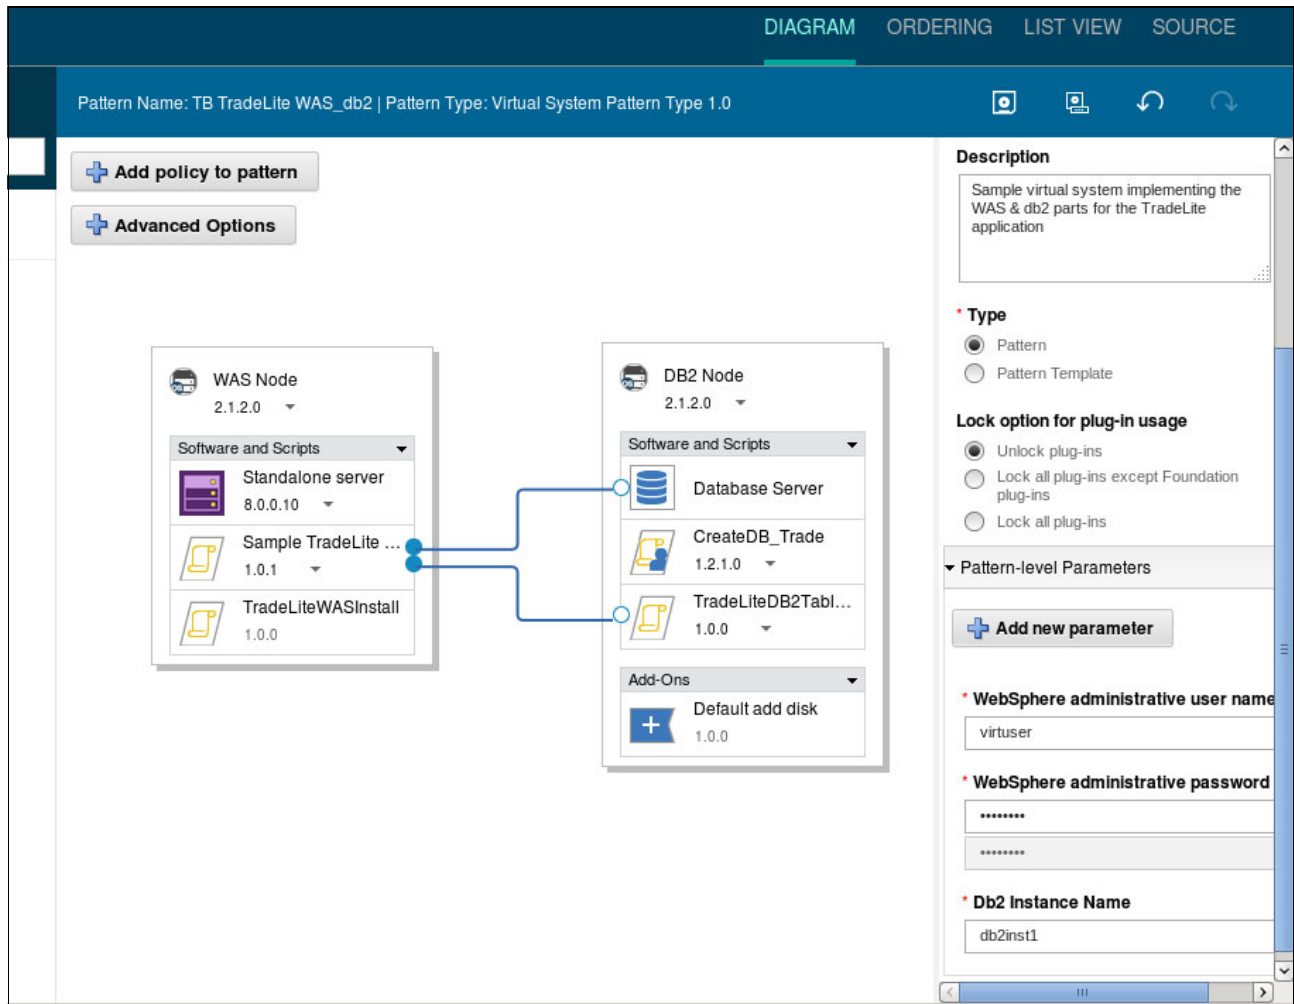 DIAGRAM ORDERING LIST VIEW SOURCE
Pattern Name: TB TradeLite WAS_db2 | Pattern Type: Virtual System Pattern Type 1.0
Add policy to pattern
Advanced Options
WAS Node
2.1.2.0
Software and Scripts
Standalone server
8.0.0.10
Sample TradeLite ...
1.0.1
TradeLiteWASInstall
1.0.0
DB2 Node
2.1.2.0
Software and Scripts
Database Server
CreateDB_Trade
1.2.1.0
TradeLiteDB2Tabl...
1.0.0
Add-Ons
Default add disk
1.0.0
Description
Sample virtual system implementing the
WAS & db2 parts for the TradeLite
application
* Type
Pattern
Pattern Template
Lock option for plug-in usage
Unlock plug-ins
Lock all plug-ins except Foundation
plug-ins
Lock all plug-ins
Pattern-level Parameters
Add new parameter
* WebSphere administrative user name
virtuser
* WebSphere administrative password
••••••••
••••••••
* Db2 Instance Name
db2inst1